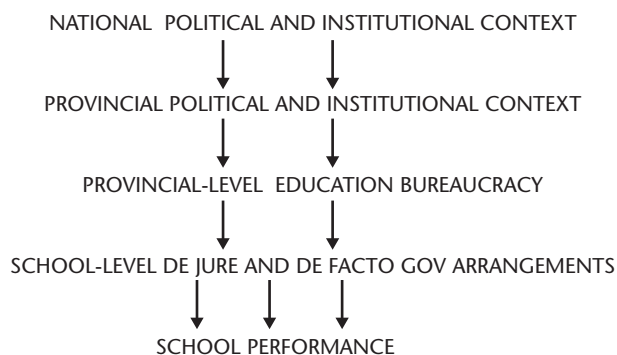 NATIONAL POLITICAL AND INSTITUTIONAL CONTEXT
PROVINCIAL POLITICAL AND INSTITUTIONAL CONTEXT
PROVINCIAL-LEVEL EDUCATION BUREAUCRACY
SCHOOL-LEVEL DE JURE AND DE FACTO GOV ARRANGEMENTS
SCHOOL PERFORMANCE